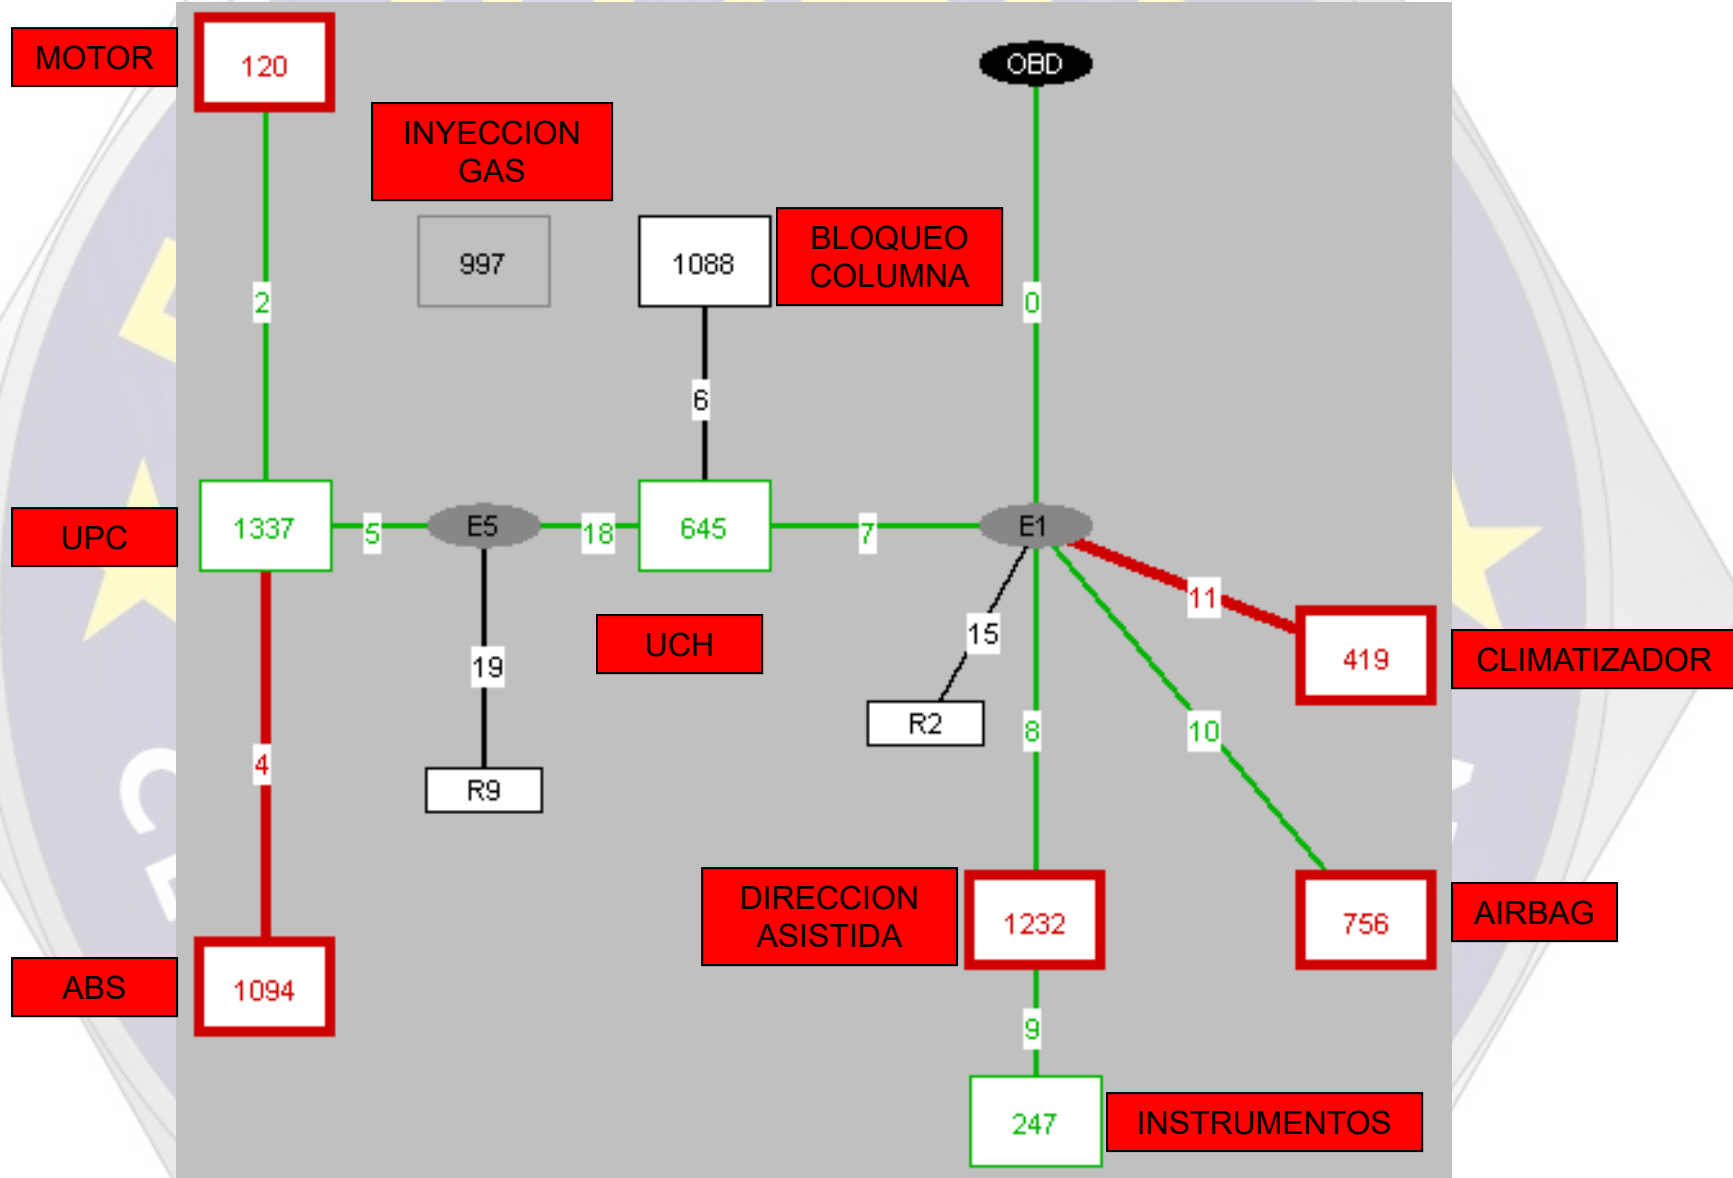 MOTOR
120
OBD
INYECCION
GAS
997
1088
BLOQUEO
COLUMNA
2
0
6
UPC
1337
5
E5
18
645
7
E1
11
419
CLIMATIZADOR
UCH
19
15
R2
8
10
4
R9
DIRECCION
ASISTIDA
1232
756
AIRBAG
ABS
1094
9
247
INSTRUMENTOS